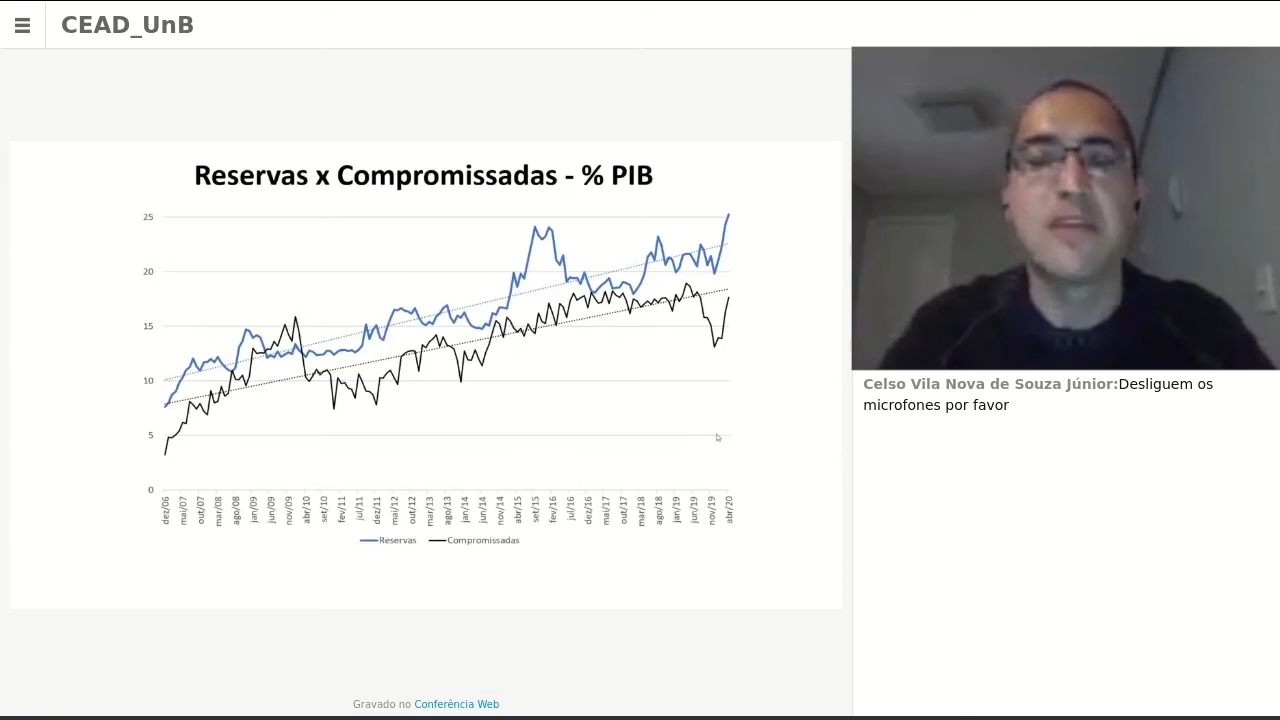 CEAD_UnB
Reservas x Compromissadas - % PIB
25
20
15
10
5
0
dez/06 mai/07 out/07 mar/08 ago/08 jan/09 jun/09 nov/09 abr/10 set/10 fev/11 jul/11 dez/11 mai/12 out/12 mar/13 ago/13 jan/14 jun/14 nov/14 abr/15 set/15 fev/16 jul/16 dez/16 mai/17 out/17 mar/18 ago/18 jan/19 jun/19 nov/19 abr/20
Reservas Compromissadas
Celso Vila Nova de Souza Júnior:Desliguem os
microfones por favor
Gravado no Conferência Web